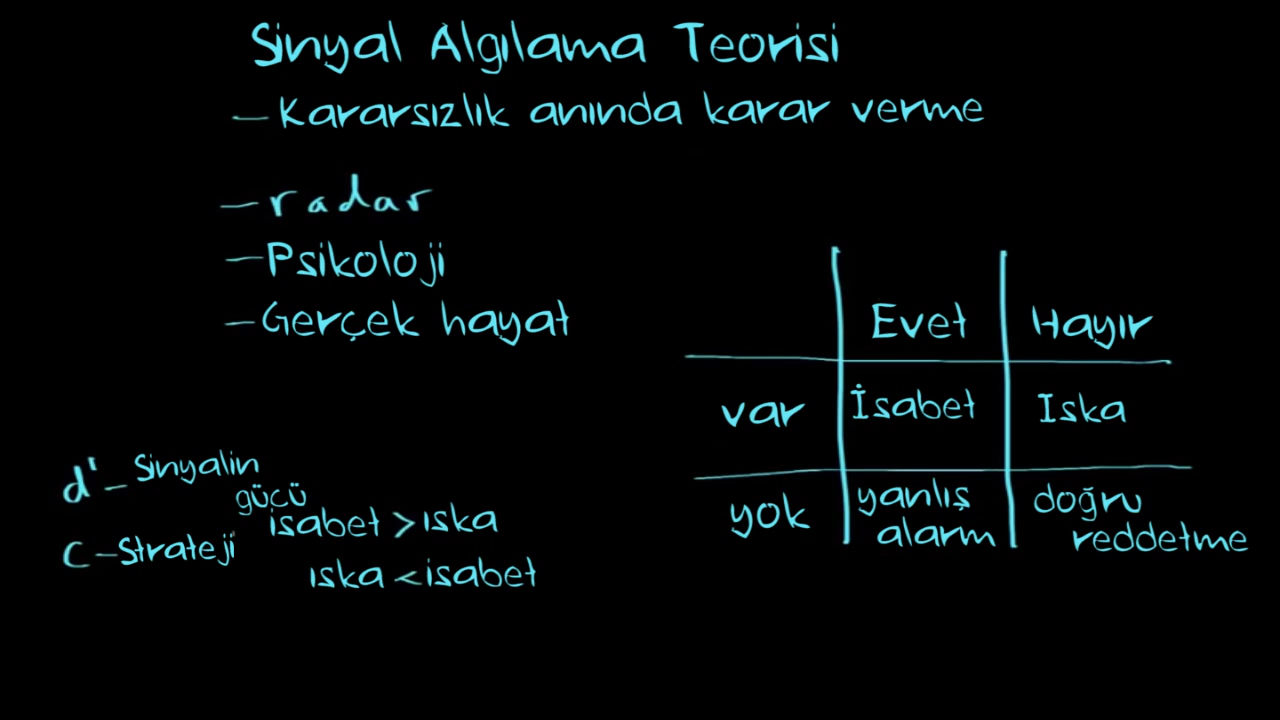 Sinyal Algılama Teorisi
- Kararsızlık anında karar verme
- radar
- Psikoloji
- Gerçek hayat
Evet Hayır
var İsabet Iska
yok yanlış alarm doğru reddetme
d' - Sinyalin gücü
isabet > ıska
c - Strateji
ıska < isabet